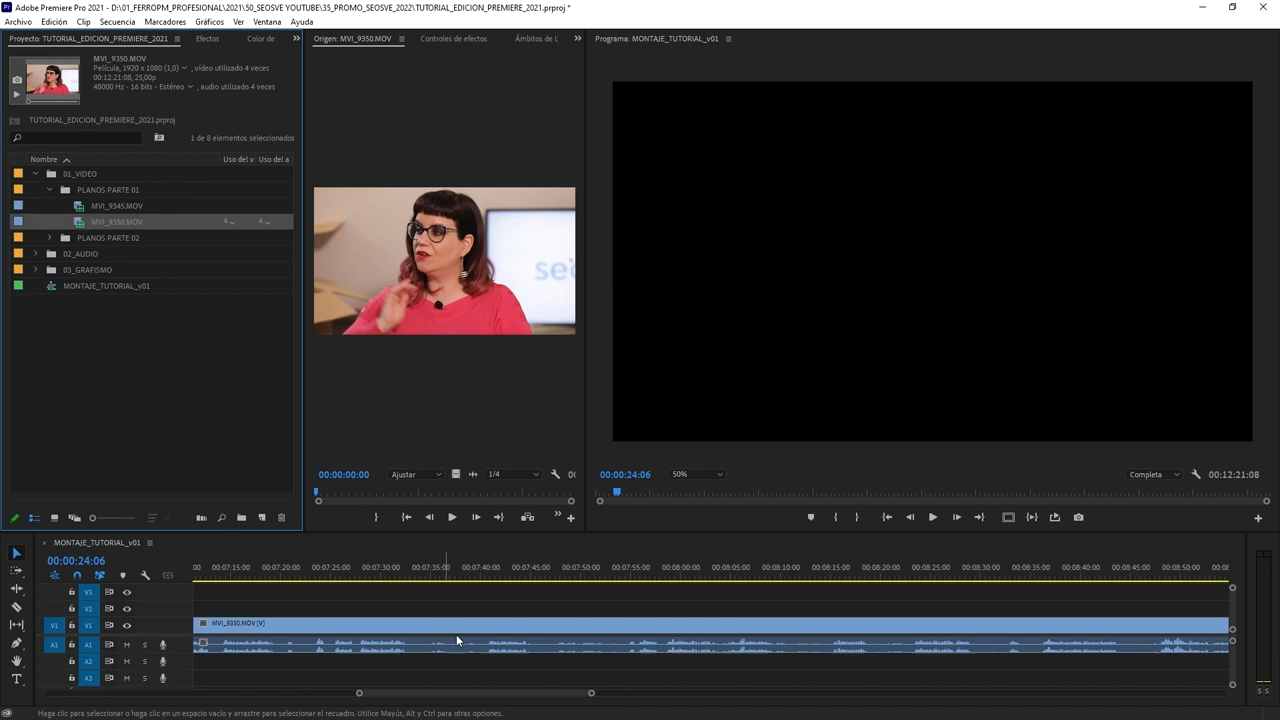 Adobe Premiere Pro 2021 - D:\01_FERROPM_PROFESIONAL\2021\50_SEOSVE YOUTUBE\35_PROMO_SEOSVE_2022\TUTORIAL_EDICION_PREMIERE_2021.prproj *
Archivo Edición Clip Secuencia Marcadores Gráficos Ver Ventana Ayuda
Proyecto: TUTORIAL_EDICION_PREMIERE_2021 Efectos Color de
Origen: MVI_9350.MOV Controles de efectos Ámbitos de L
Programa: MONTAJE_TUTORIAL_v01
MVI_9350.MOV
Película, 1920 x 1080 (1,0) , vídeo utilizado 4 veces
00:12:21:08, 25,00p
48000 Hz - 16 bits - Estéreo , audio utilizado 4 veces
TUTORIAL_EDICION_PREMIERE_2021.prproj
1 de 8 elementos seleccionados
Nombre Uso del v Uso del a
01_VIDEO
PLANOS PARTE 01
MVI_9345.MOV
MVI_9350.MOV 4 4
PLANOS PARTE 02
02_AUDIO
03_GRAFISMO
MONTAJE_TUTORIAL_v01
00:00:00:00 Ajustar 1/4 00
00:00:24:06 50% Completa 00:12:21:08
MONTAJE_TUTORIAL_v01
00:00:24:06
00 00:07:15:00 00:07:20:00 00:07:25:00 00:07:30:00 00:07:35:00 00:07:40:00 00:07:45:00 00:07:50:00 00:07:55:00 00:08:00:00 00:08:05:00 00:08:10:00 00:08:15:00 00:08:20:00 00:08:25:00 00:08:30:00 00:08:35:00 00:08:40:00 00:08:45:00 00:08:50:00 00:08
V3
V2
V1 V1 MVI_9350.MOV [V]
A1 A1 M S
A2 M S
A3 M S
S S
Haga clic para seleccionar o haga clic en un espacio vacío y arrastre para seleccionar el recuadro. Utilice Mayús, Alt y Ctrl para otras opciones.